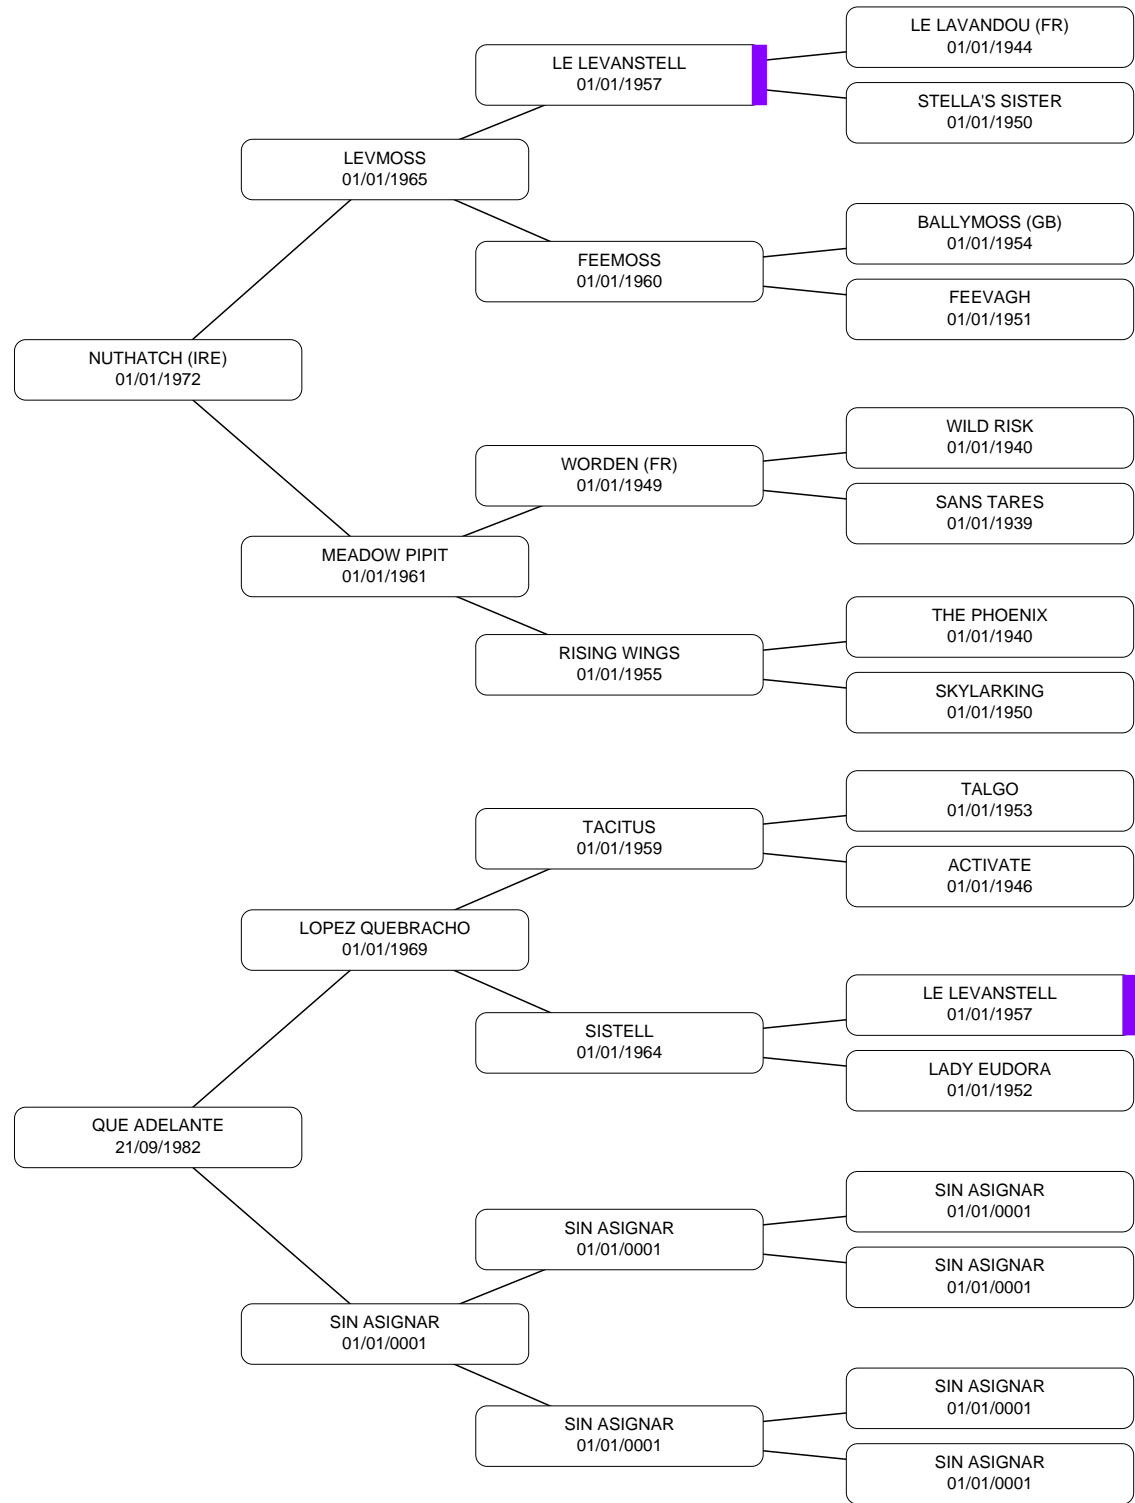 LE LAVANDOU (FR)
01/01/1944
LE LEVANSTELL
01/01/1957
STELLA'S SISTER
01/01/1950
LEVMOSS
01/01/1965
BALLYMOSS (GB)
01/01/1954
FEEMOSS
01/01/1960
FEEVAGH
01/01/1951
NUTHATCH (IRE)
01/01/1972
WILD RISK
01/01/1940
WORDEN (FR)
01/01/1949
SANS TARES
01/01/1939
MEADOW PIPIT
01/01/1961
THE PHOENIX
01/01/1940
RISING WINGS
01/01/1955
SKYLARKING
01/01/1950
TALGO
01/01/1953
TACITUS
01/01/1959
ACTIVATE
01/01/1946
LOPEZ QUEBRACHO
01/01/1969
LE LEVANSTELL
01/01/1957
SISTELL
01/01/1964
LADY EUDORA
01/01/1952
QUE ADELANTE
21/09/1982
SIN ASIGNAR
01/01/0001
SIN ASIGNAR
01/01/0001
SIN ASIGNAR
01/01/0001
SIN ASIGNAR
01/01/0001
SIN ASIGNAR
01/01/0001
SIN ASIGNAR
01/01/0001
SIN ASIGNAR
01/01/0001